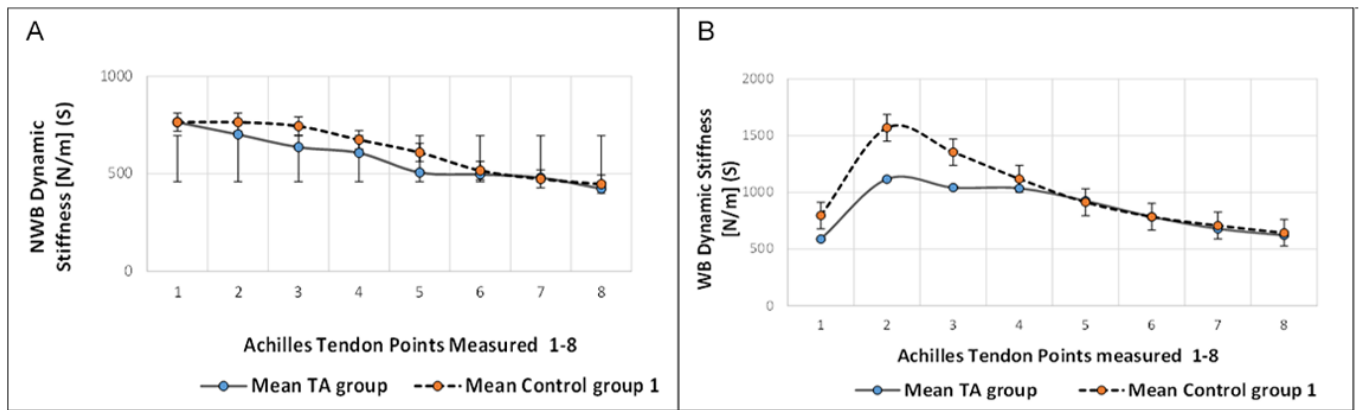 A
NWB Dynamic
Stiffness [N/m] (S)
1000
500
0
1 2 3 4 5 6 7 8
Achilles Tendon Points Measured 1-8
Mean TA group Mean Control group 1
B
WB Dynamic Stiffness
[N/m] (S)
2000
1500
1000
500
0
1 2 3 4 5 6 7 8
Achilles Tendon Points measured 1-8
Mean TA group Mean Control group 1